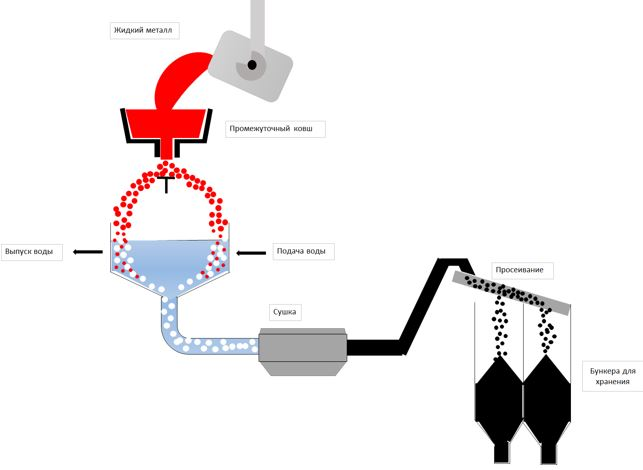 Жидкий металл
Промежуточный ковш
Выпуск воды
Подача воды
Просеивание
Сушка
Бункера для
хранения